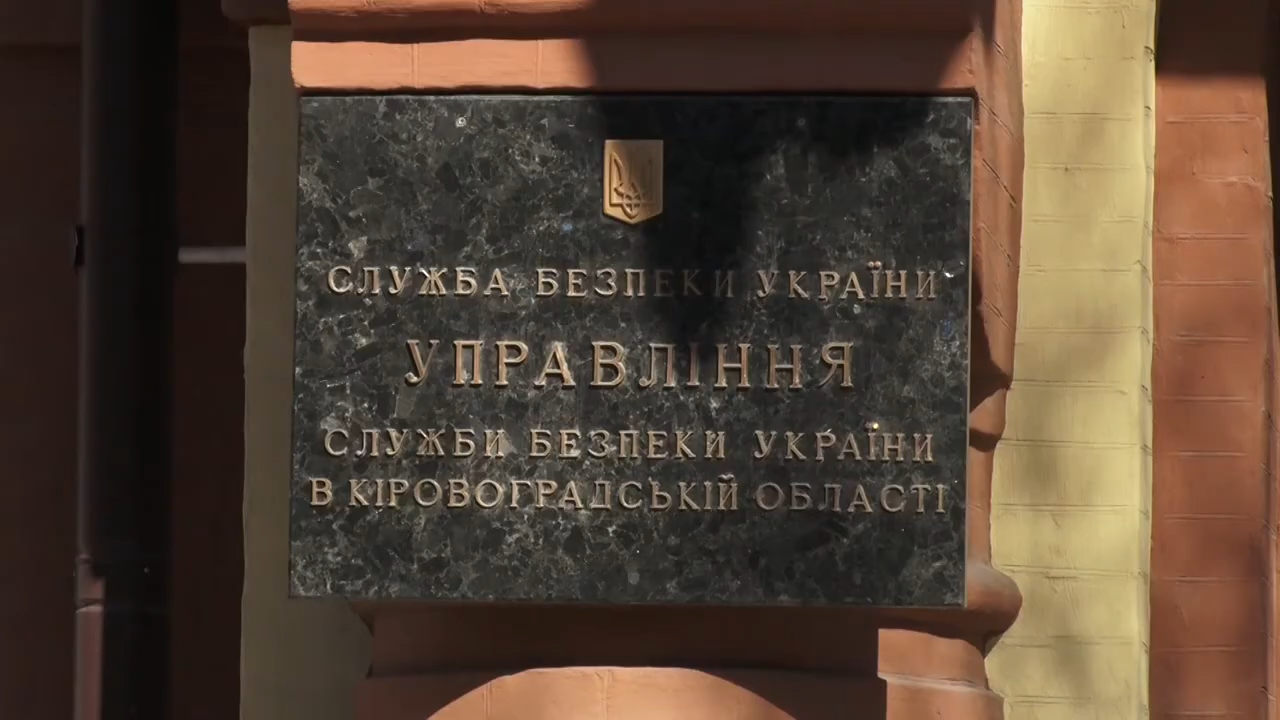 СЛУЖБА БЕЗПЕКИ УКРАЇНИ
УПРАВЛІННЯ
СЛУЖБИ БЕЗПЕКИ УКРАЇНИ
В КІРОВОГРАДСЬКІЙ ОБЛАСТІ